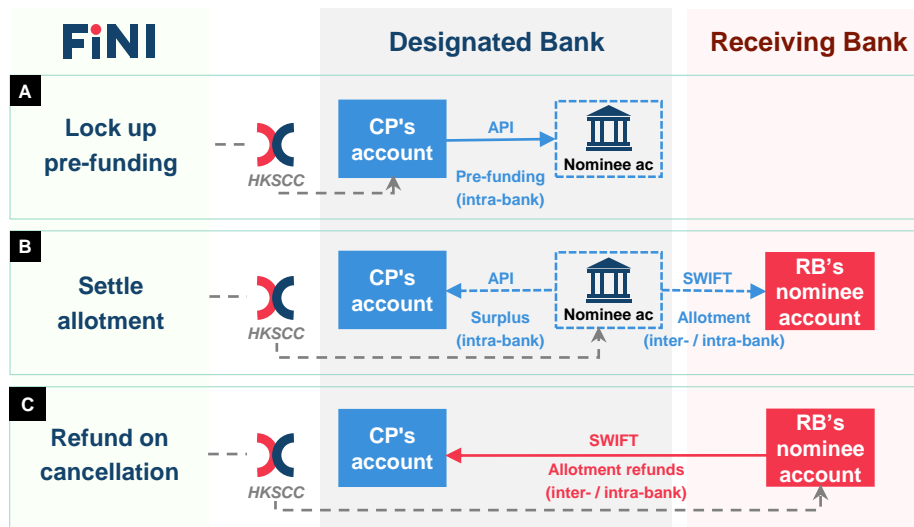 FiNI
Designated Bank
Receiving Bank
A
Lock up
pre-funding
HKSCC
CP's
account
API
Pre-funding
(intra-bank)
Nominee ac
B
Settle
allotment
HKSCC
CP's
account
API
Surplus
(intra-bank)
Nominee ac
SWIFT
Allotment
(inter- / intra-bank)
RB’s
nominee
account
C
Refund on
cancellation
HKSCC
CP's
account
SWIFT
Allotment refunds
(inter- / intra-bank)
RB's
nominee
account